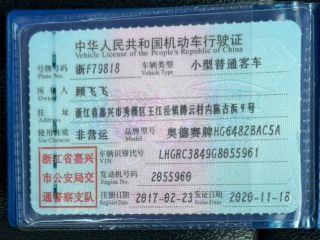 中华人民共和国机动车行驶证
Vehicle License of the People's Republic of China
号牌号码 浙F79818 车辆类型 小型普通客车
Plate No. Vehicle Type
所有人 顾飞飞
Owner
住址 浙江省嘉兴市秀洲区王江泾镇腾云村内陈古浜9号
Address
使用性质 非营运 品牌型号 奥德赛牌HG6482BAC5A
Use Character Model
浙江省嘉兴
市公安局交
通警察支队
车辆识别代号 LHGRC3849G8055961
VIN
发动机号码 2055960
Engine No.
注册日期 2017-02-23 发证日期 2020-11-18
Register Date Issue Date